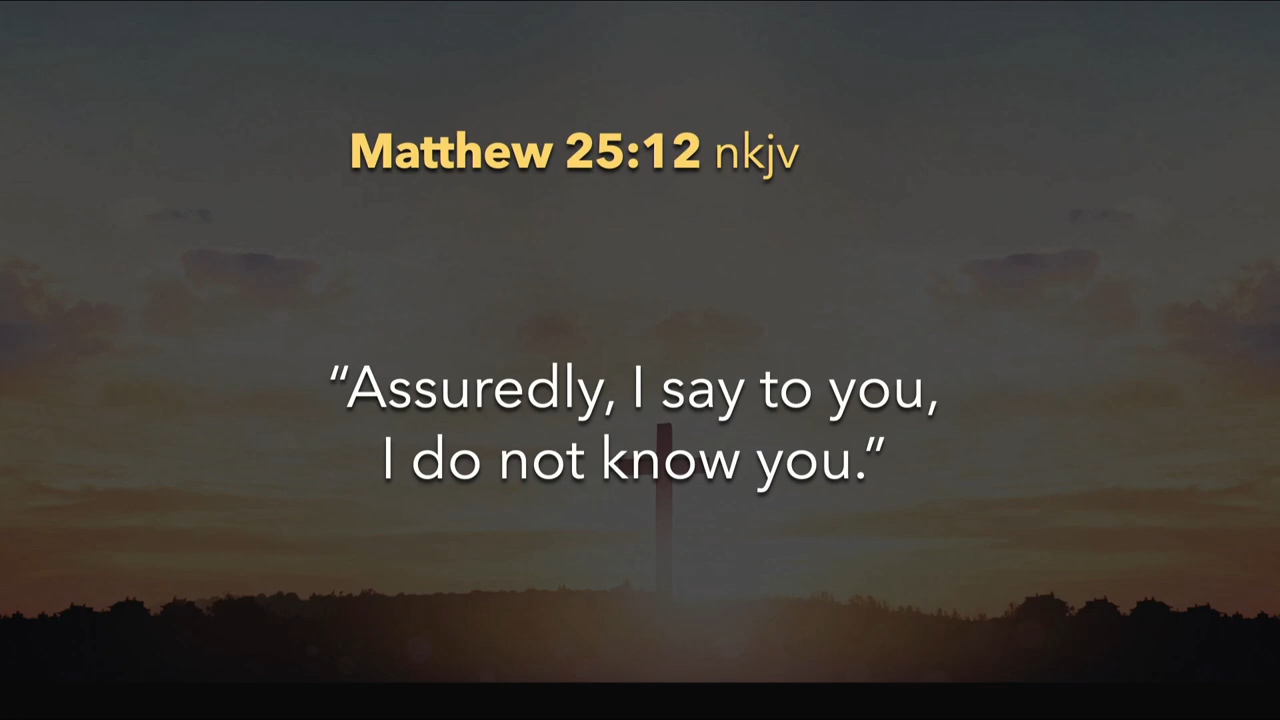 Matthew 25:12 nkjv
“Assuredly, I say to you,
I do not know you.”